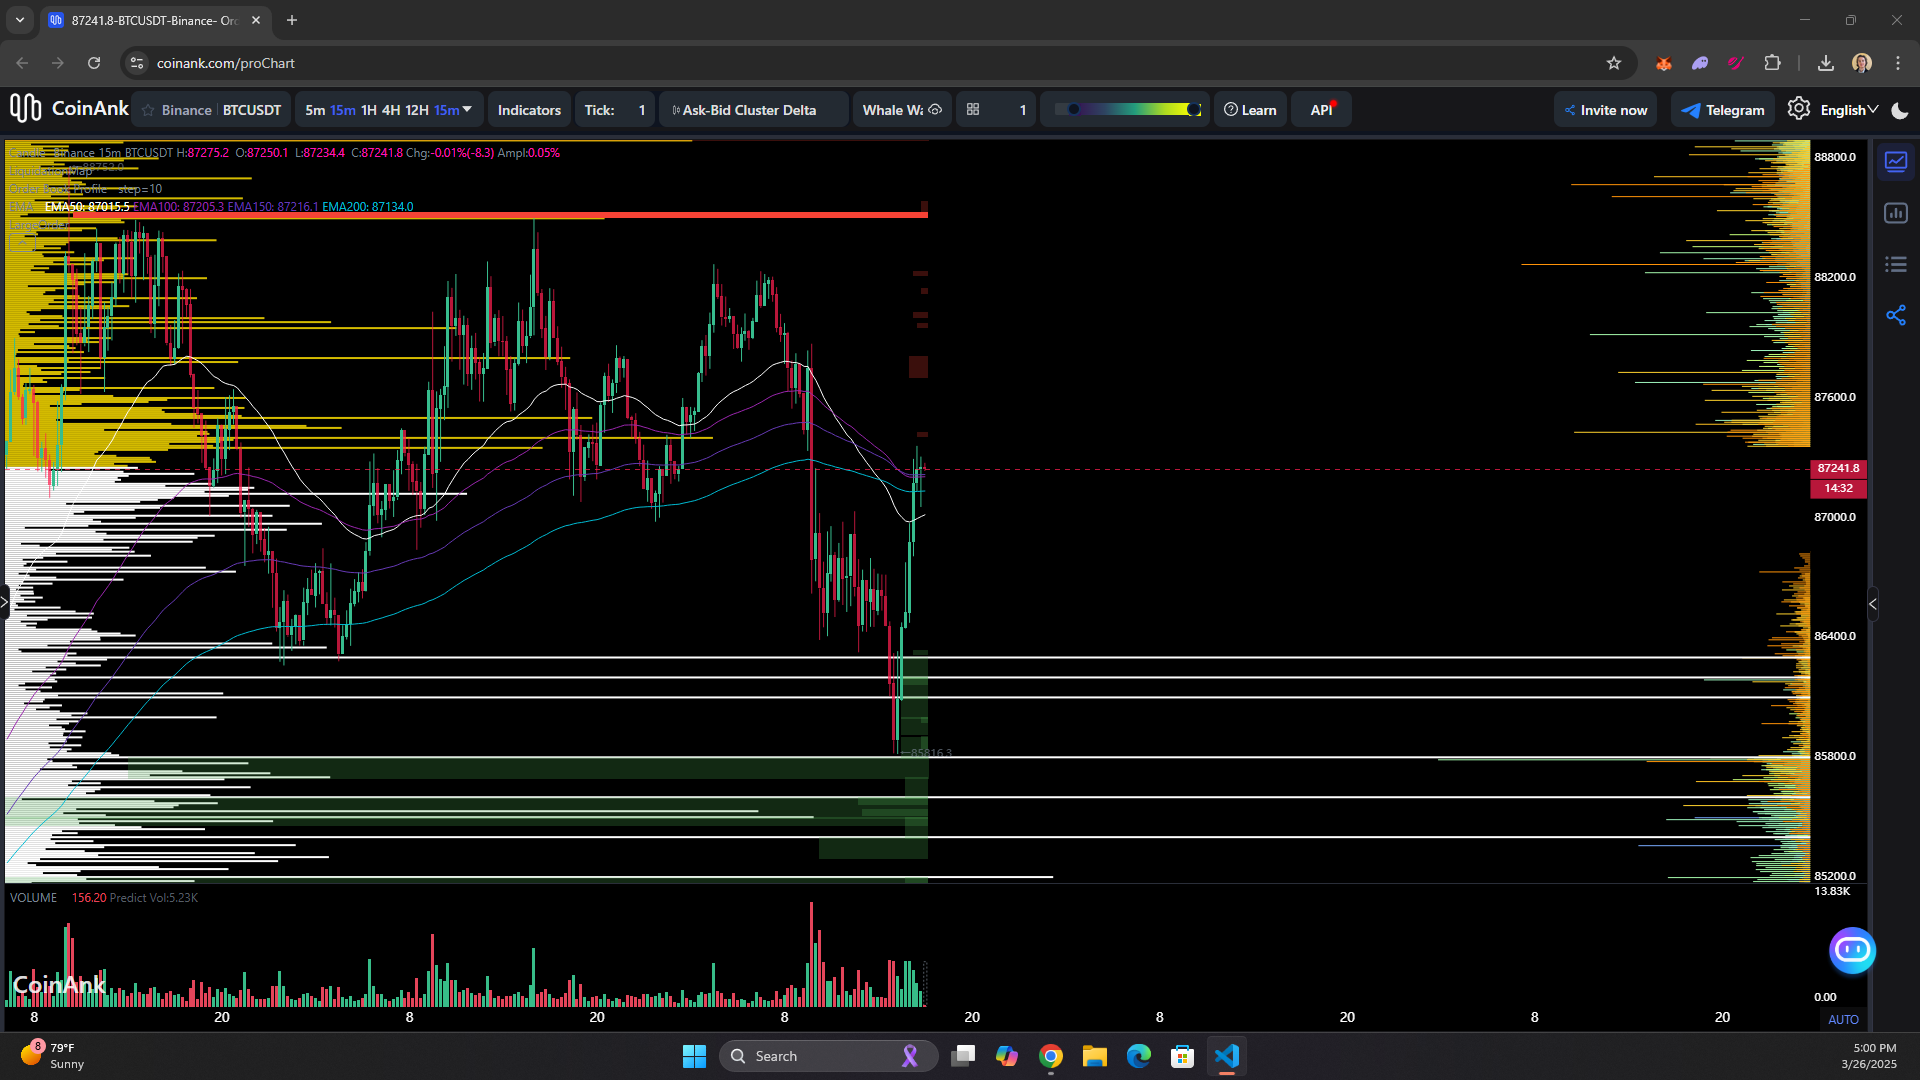 87241.8-BTCUSDT-Binance- Or
coinank.com/proChart
CoinAnk
Binance BTCUSDT
5m 15m 1H 4H 12H 15m
Indicators
Tick: 1
Ask-Bid Cluster Delta
Whale Wa
1
Learn
API
Invite now
Telegram
English
Binance 15m BTCUSDT H:87275.2 O:87250.1 L:87234.4 C:87241.8 Chg:-0.01%(-8.3) Ampl:0.05%
Order Book Profile step=10
EMA EMA50: 87015.5 EMA100: 87205.3 EMA150: 87216.1 EMA200: 87134.0
88800.0
88200.0
87600.0
87241.8
14:32
87000.0
86400.0
←85816.3
85800.0
85200.0
VOLUME 156.20 Predict Vol:5.23K
13.83K
CoinAnk
0.00
8 20 8 20 8 20 8 20 8 20
AUTO
8
79°F
Sunny
Search
5:00 PM
3/26/2025